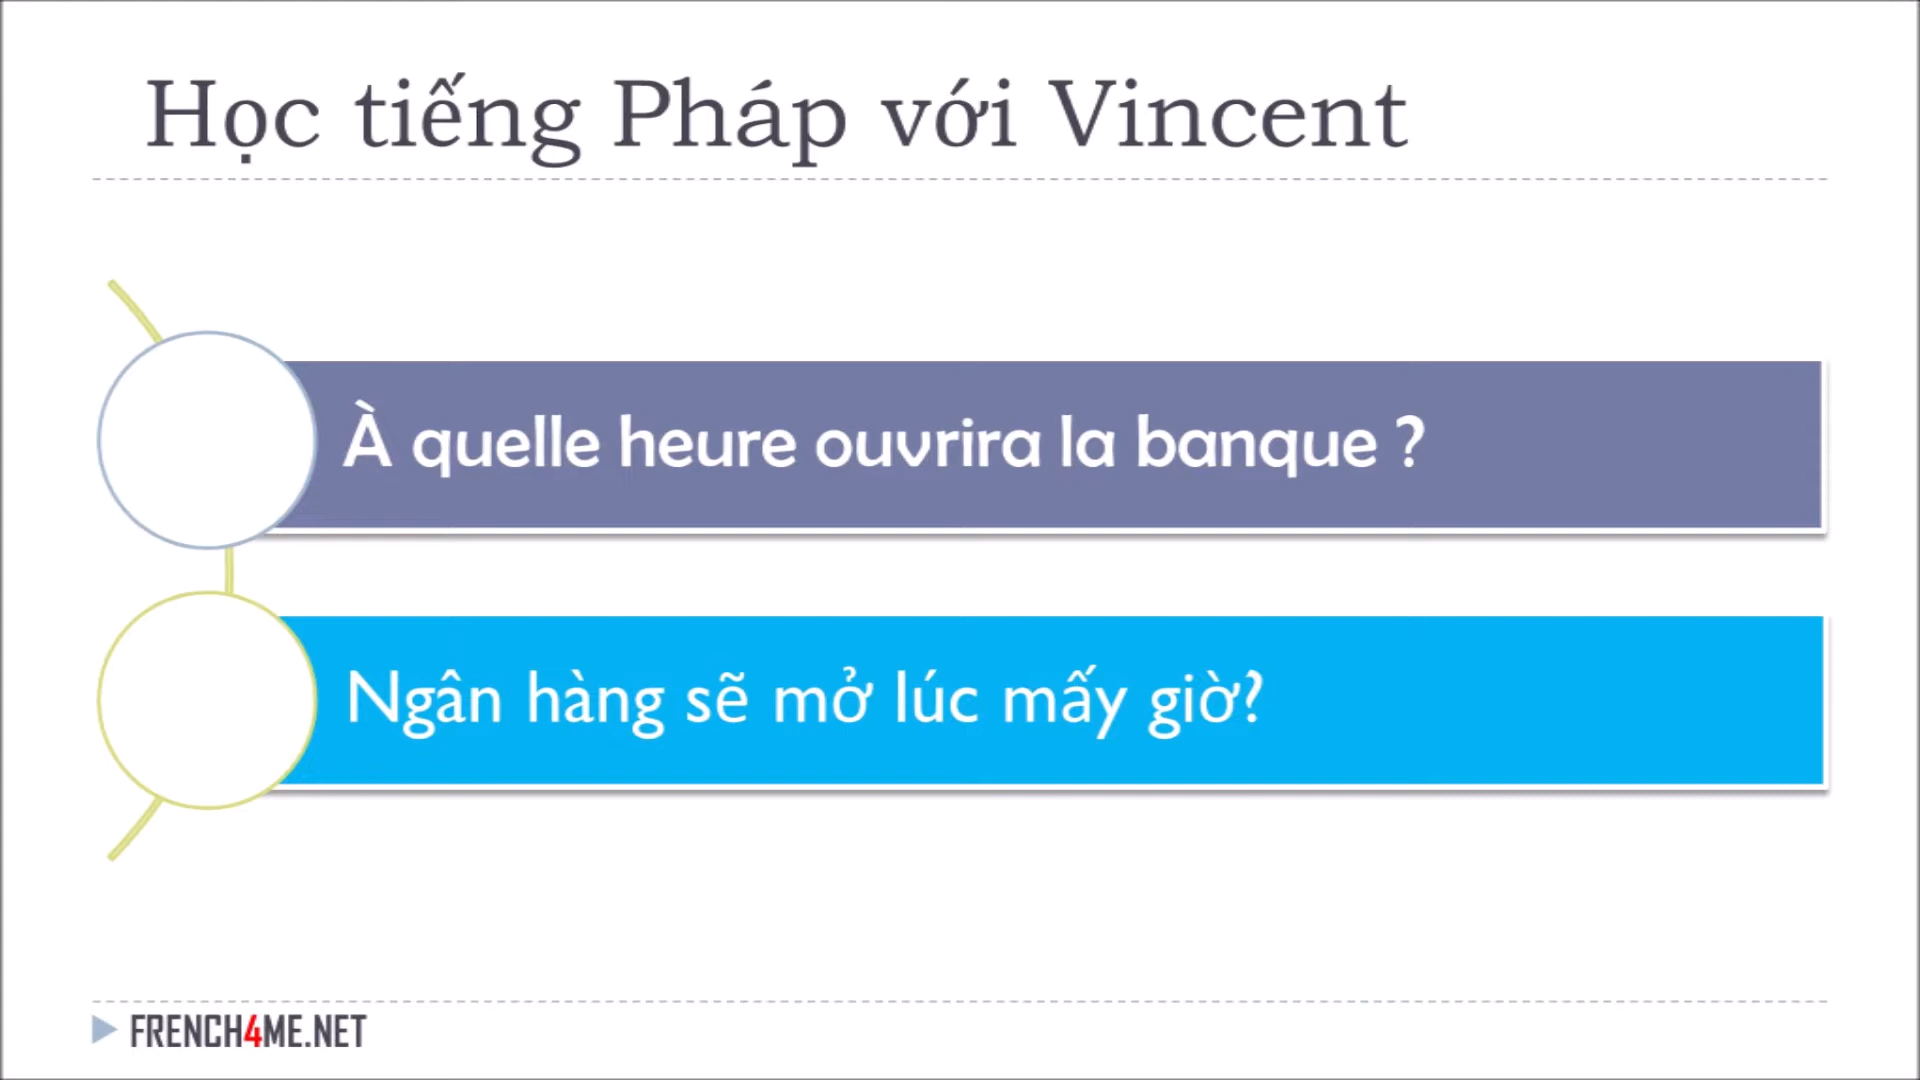 Học tiếng Pháp với Vincent
À quelle heure ouvrira la banque ?
Ngân hàng sẽ mở lúc mấy giờ?
FRENCH4ME.NET